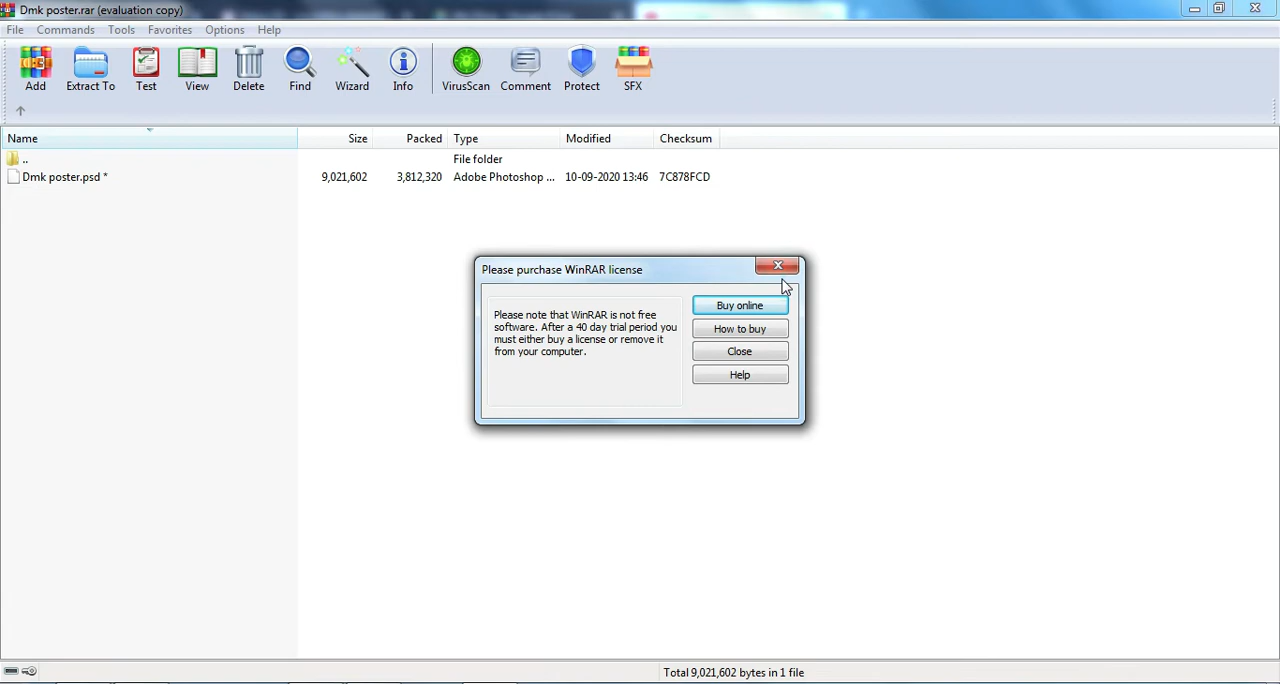 Dmk poster.rar (evaluation copy)
File Commands Tools Favorites Options Help
Add Extract To Test View Delete Find Wizard Info VirusScan Comment Protect SFX
Name Size Packed Type Modified Checksum
.. File folder
Dmk poster.psd * 9,021,602 3,812,320 Adobe Photoshop ... 10-09-2020 13:46 7C878FCD
Please purchase WinRAR license
Please note that WinRAR is not free
software. After a 40 day trial period you
must either buy a license or remove it
from your computer.
Buy online
How to buy
Close
Help
Total 9,021,602 bytes in 1 file